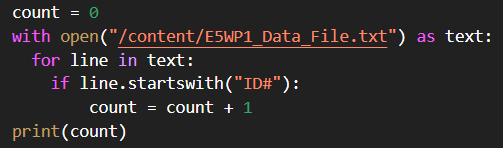 count = 0
with open("/content/E5WP1_Data_File.txt") as text:
  for line in text:
    if line.startswith("ID#"):
        count = count + 1
print(count)